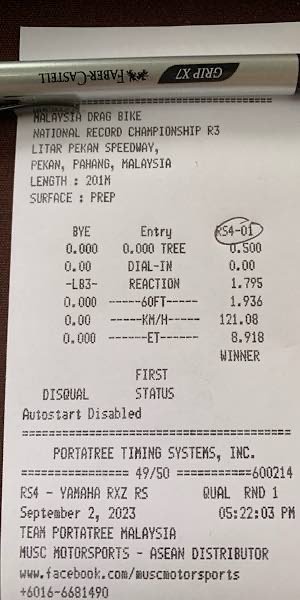 GRIP X7 FABER-CASTELL
MALAYSIA DRAG BIKE
NATIONAL RECORD CHAMPIONSHIP R3
LITAR PEKAN SPEEDWAY,
PEKAN, PAHANG, MALAYSIA
LENGTH : 201M
SURFACE : PREP
BYE Entry RS4-01
0.000 0.000 TREE 0.500
0.00 DIAL-IN 0.00
-LB3- REACTION 1.795
0.000 ------60FT----- 1.936
0.00 ------KM/H----- 121.08
0.000 -------ET------ 8.918
WINNER
FIRST
DISQUAL STATUS
Autostart Disabled
========================================
PORTATREE TIMING SYSTEMS, INC.
================ 49/50 ===========600214
RS4 - YAMAHA RXZ RS QUAL RND 1
September 2, 2023 05:22:03 PM
TEAM PORTATREE MALAYSIA
MUSC MOTORSPORTS - ASEAN DISTRIBUTOR
www.facebook.com/muscmotorsports
+6016-6681490